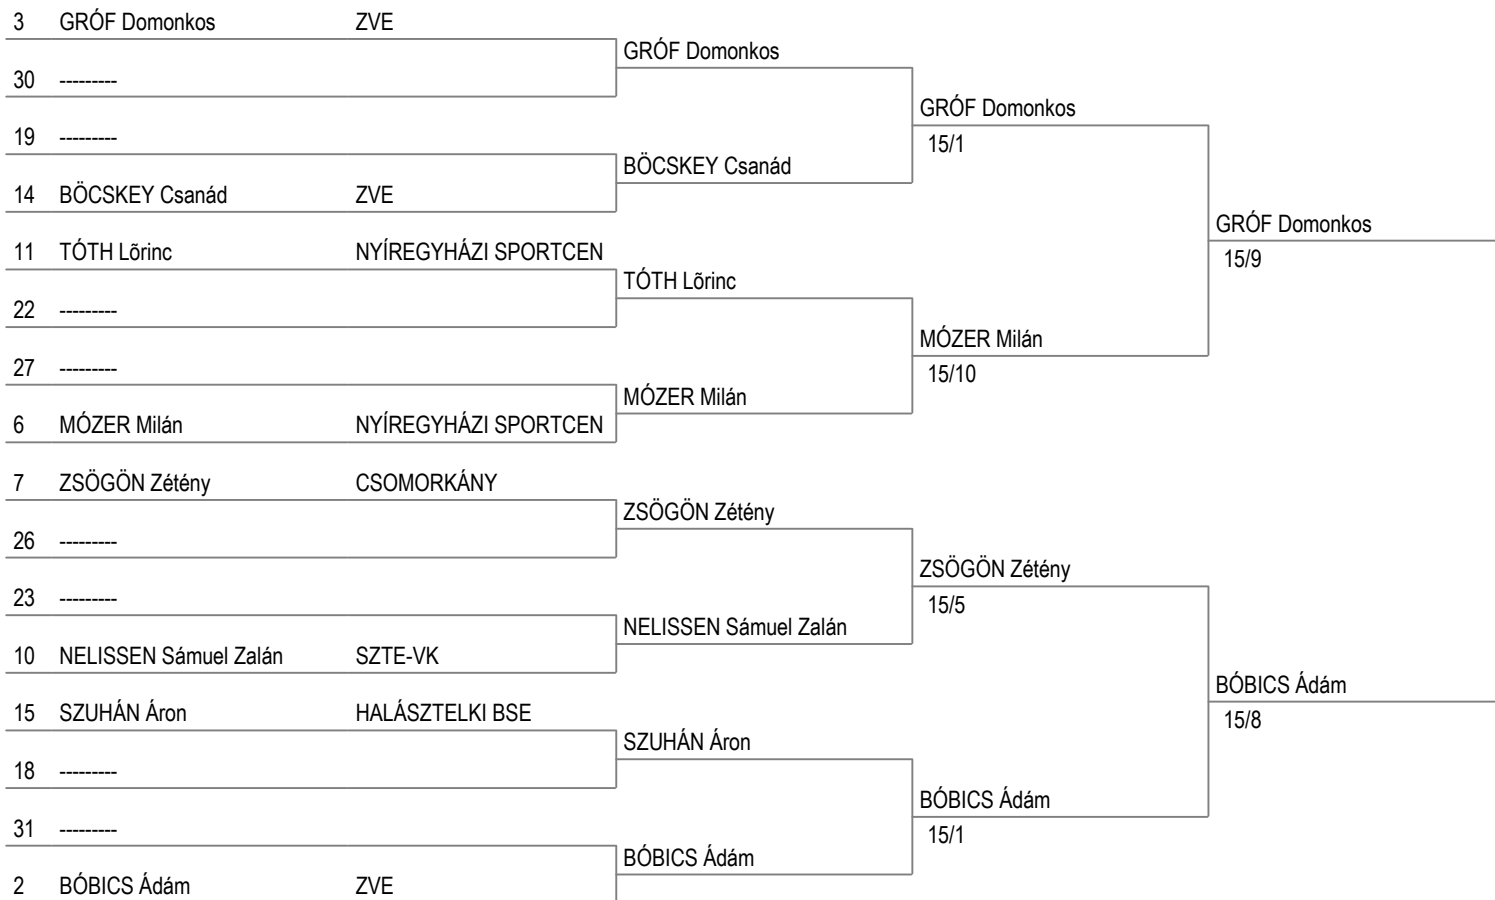 3 GRÓF Domonkos ZVE
GRÓF Domonkos
30 ---------
GRÓF Domonkos
19 ---------
15/1
BÖCSKEY Csanád
14 BÖCSKEY Csanád ZVE
GRÓF Domonkos
11 TÓTH Lõrinc NYÍREGYHÁZI SPORTCEN
15/9
TÓTH Lõrinc
22 ---------
MÓZER Milán
27 ---------
15/10
MÓZER Milán
6 MÓZER Milán NYÍREGYHÁZI SPORTCEN
7 ZSÖGÖN Zétény CSOMORKÁNY
ZSÖGÖN Zétény
26 ---------
ZSÖGÖN Zétény
23 ---------
15/5
NELISSEN Sámuel Zalán
10 NELISSEN Sámuel Zalán SZTE-VK
BÓBICS Ádám
15 SZUHÁN Áron HALÁSZTELKI BSE
15/8
SZUHÁN Áron
18 ---------
BÓBICS Ádám
31 ---------
15/1
BÓBICS Ádám
2 BÓBICS Ádám ZVE